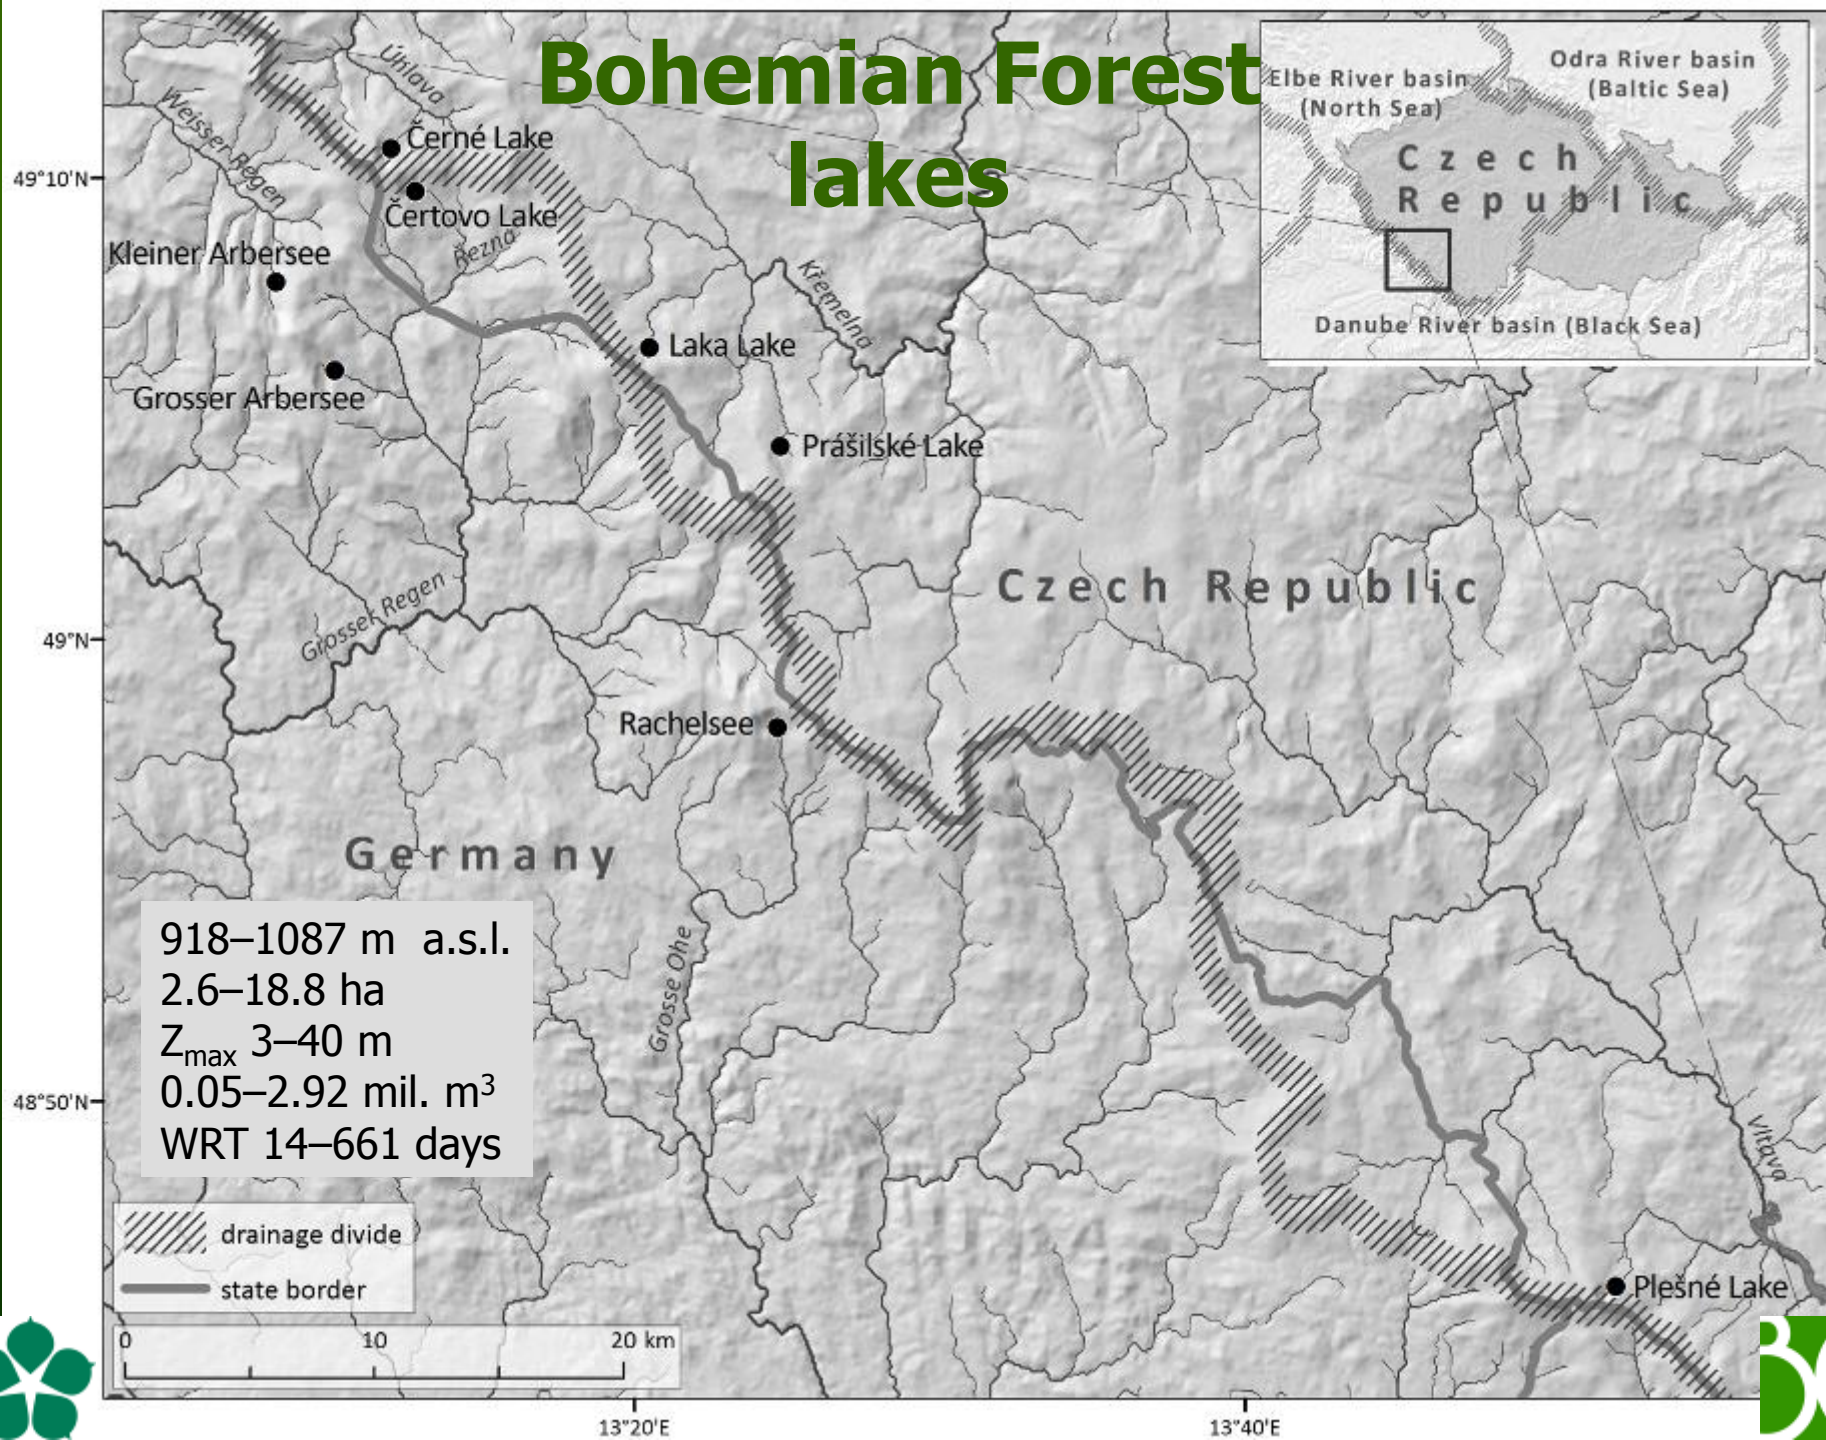 Bohemian Forest
lakes
Elbe River basin
(North Sea)
Odra River basin
(Baltic Sea)
Czech
Republic
Danube River basin (Black Sea)
Úhlava
Weisser Regen
Černé Lake
49°10'N
Čertovo Lake
Řezná
Kleiner Arbersee
Křemelná
Laka Lake
Grosser Arbersee
Prášilské Lake
Czech Republic
Grosser Regen
49°N
Rachelsee
Germany
918–1087 m a.s.l.
2.6–18.8 ha
Zmax 3–40 m
0.05–2.92 mil. m³
WRT 14–661 days
Grosse Ohe
48°50'N
Vltava
drainage divide
state border
Plešné Lake
0 10 20 km
13°20'E
13°40'E